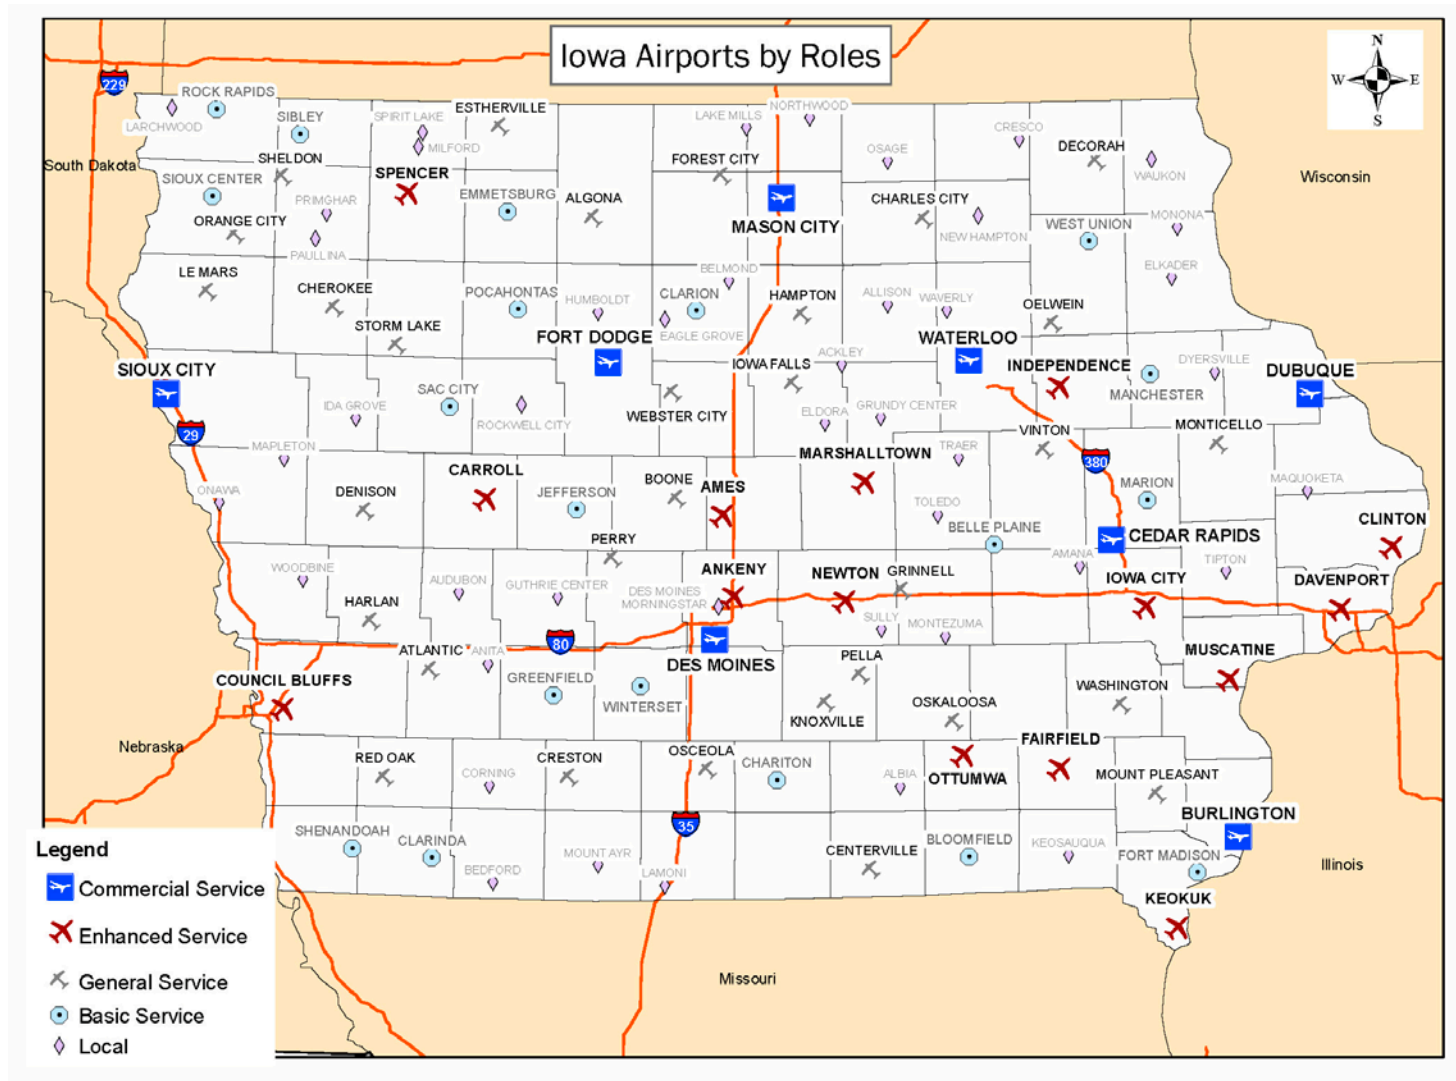 Iowa Airports by Roles
N
W
E
S
229
ROCK RAPIDS
LARCHWOOD
SIBLEY
SPIRIT LAKE
MILFORD
ESTHERVILLE
LAKE MILLS
NORTHWOOD
OSAGE
CRESCO
DECORAH
WAUKON
South Dakota
Wisconsin
SHELDON
SIOUX CENTER
PRIMGHAR
SPENCER
EMMETSBURG
ALGONA
FOREST CITY
MASON CITY
CHARLES CITY
NEW HAMPTON
WEST UNION
MONONA
ORANGE CITY
PAULLINA
LE MARS
CHEROKEE
STORM LAKE
POCAHONTAS
HUMBOLDT
BELMOND
CLARION
EAGLE GROVE
HAMPTON
ALLISON
WAVERLY
OELWEIN
ELKADER
FORT DODGE
WATERLOO
SIOUX CITY
SAC CITY
IDA GROVE
ROCKWELL CITY
WEBSTER CITY
IOWA FALLS
ACKLEY
ELDORA
GRUNDY CENTER
INDEPENDENCE
MANCHESTER
DYERSVILLE
DUBUQUE
29
MAPLETON
ONAWA
DENISON
CARROLL
JEFFERSON
BOONE
AMES
MARSHALLTOWN
TRAER
TOLEDO
VINTON
380
MONTICELLO
MARION
MAQUOKETA
CLINTON
PERRY
BELLE PLAINE
CEDAR RAPIDS
WOODBINE
HARLAN
AUDUBON
GUTHRIE CENTER
DES MOINES
MORNINGSTAR
ANKENY
NEWTON
GRINNELL
AMANA
IOWA CITY
TIPTON
DAVENPORT
SULLY
MONTEZUMA
80
ATLANTIC
ANITA
GREENFIELD
WINTERSET
DES MOINES
PELLA
KNOXVILLE
OSKALOOSA
WASHINGTON
MUSCATINE
COUNCIL BLUFFS
Nebraska
RED OAK
CORNING
CRESTON
OSCEOLA
CHARITON
ALBIA
OTTUMWA
FAIRFIELD
MOUNT PLEASANT
BURLINGTON
35
SHENANDOAH
CLARINDA
BEDFORD
MOUNT AYR
LAMONI
CENTERVILLE
BLOOMFIELD
KEOSAUQUA
FORT MADISON
KEOKUK
Illinois
Missouri
Legend
Commercial Service
Enhanced Service
General Service
Basic Service
Local